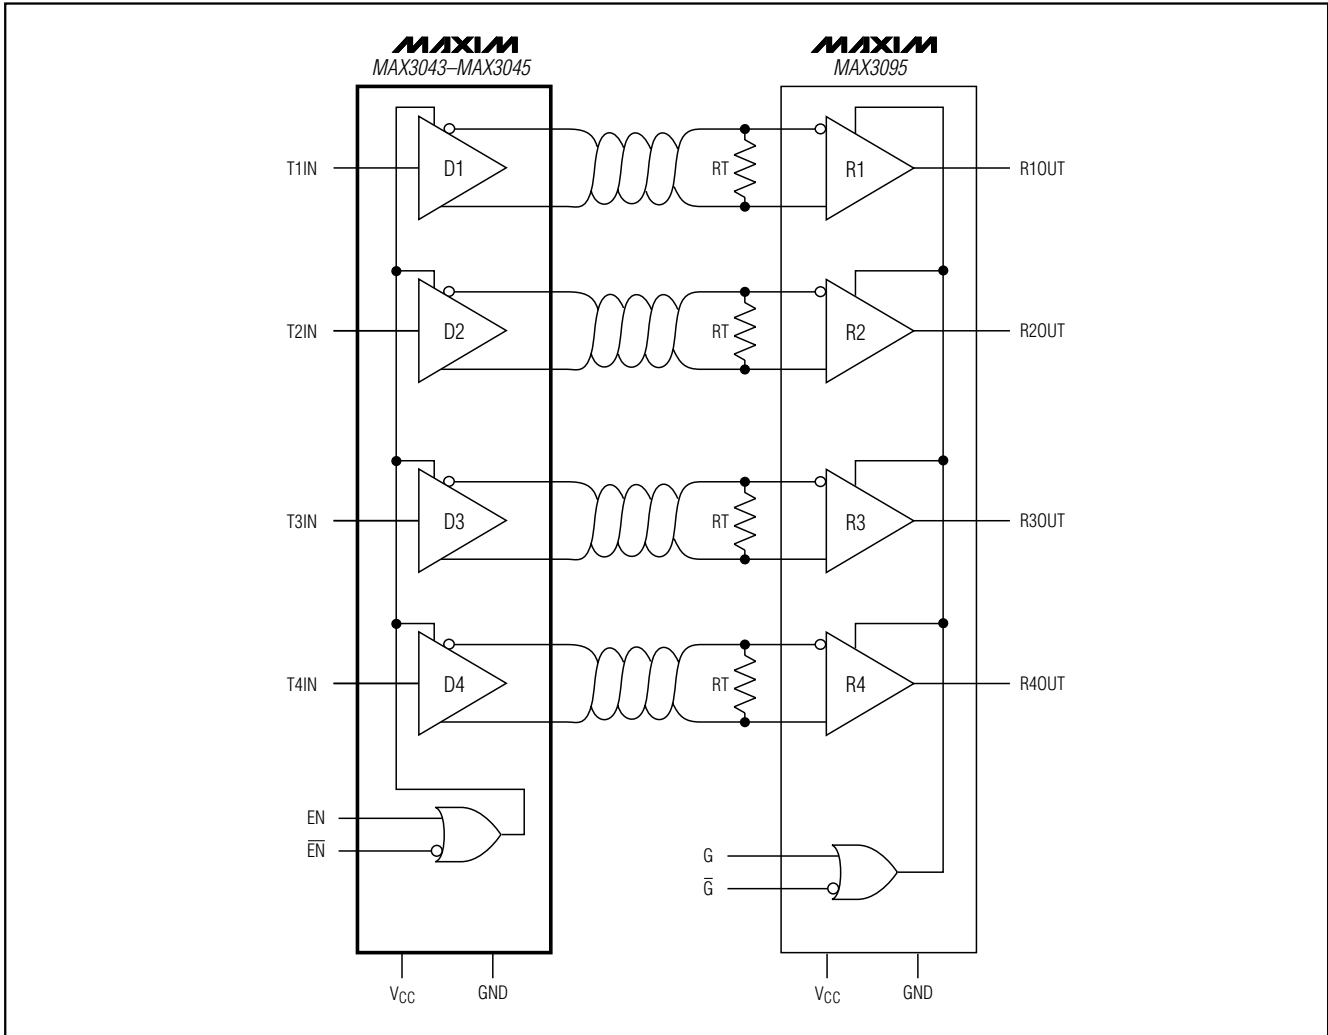 MAXIM MAXIM
MAX3043–MAX3045 MAX3095
T1IN D1 RT R1 R1OUT
T2IN D2 RT R2 R2OUT
T3IN D3 RT R3 R3OUT
T4IN D4 RT R4 R4OUT
EN
E̅N̅
G
G̅
VCC GND VCC GND